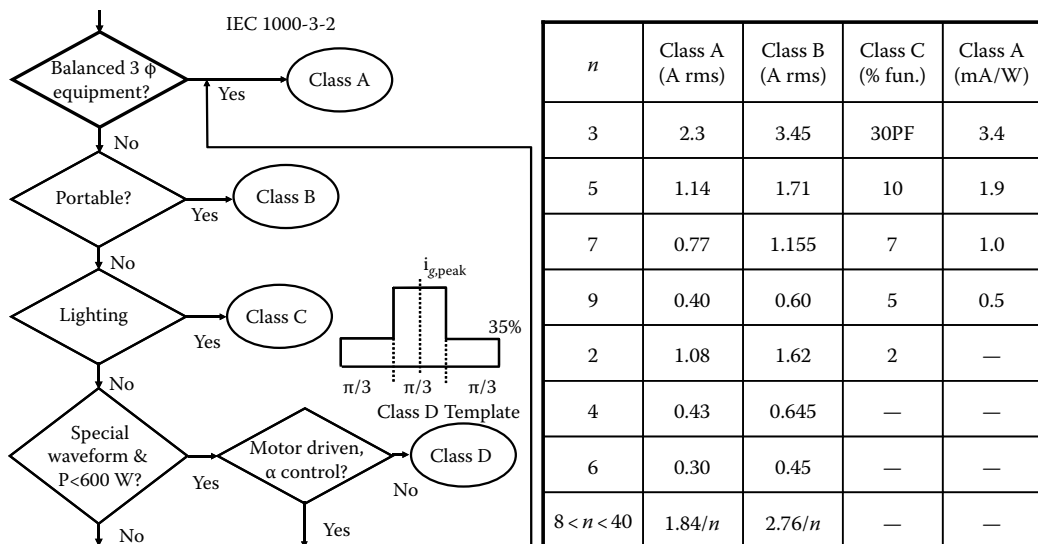 IEC 1000-3-2
Balanced 3 ϕ
equipment?
Yes
Class A
No
Portable?
Yes
Class B
No
Lighting
Yes
Class C
No
Special
waveform &
P<600 W?
Yes
No
Motor driven,
α control?
No
Yes
Class D
i_g,peak
35%
π/3 π/3 π/3
Class D Template
n Class A (A rms) Class B (A rms) Class C (% fun.) Class A (mA/W)
3 2.3 3.45 30PF 3.4
5 1.14 1.71 10 1.9
7 0.77 1.155 7 1.0
9 0.40 0.60 5 0.5
2 1.08 1.62 2 —
4 0.43 0.645 — —
6 0.30 0.45 — —
8 < n < 40 1.84/n 2.76/n — —